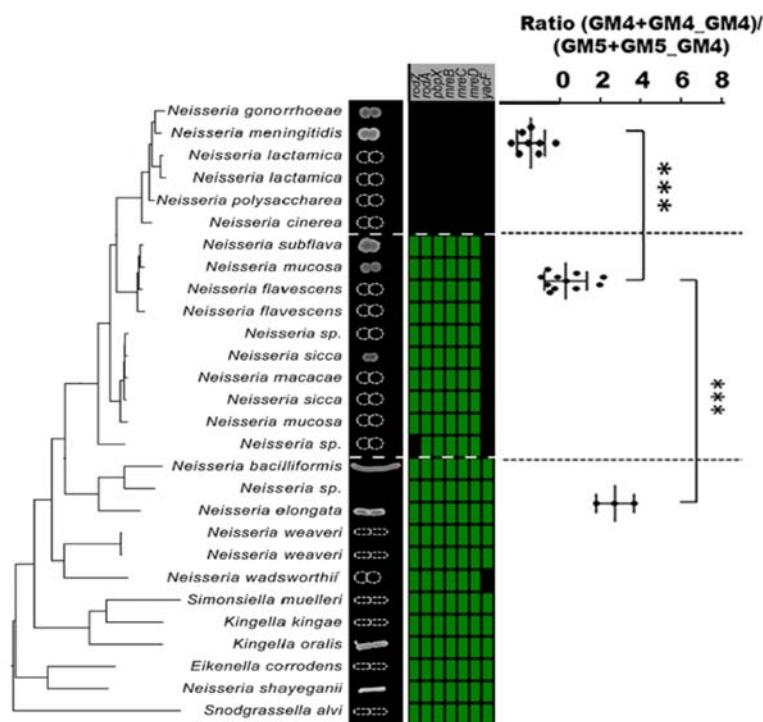 Ratio (GM4+GM4_GM4)/
(GM5+GM5_GM4)
0 2 4 6 8
rodZ
rodA
pbpX
mreB
mreC
mreD
yacF
Neisseria gonorrhoeae
Neisseria meningitidis
Neisseria lactamica
Neisseria lactamica
Neisseria polysaccharea
Neisseria cinerea
Neisseria subflava
Neisseria mucosa
Neisseria flavescens
Neisseria flavescens
Neisseria sp.
Neisseria sicca
Neisseria macacae
Neisseria sicca
Neisseria mucosa
Neisseria sp.
Neisseria bacilliformis
Neisseria sp.
Neisseria elongata
Neisseria weaveri
Neisseria weaveri
Neisseria wadsworthii
Simonsiella muelleri
Kingella kingae
Kingella oralis
Eikenella corrodens
Neisseria shayeganii
Snodgrassella alvi
***
***